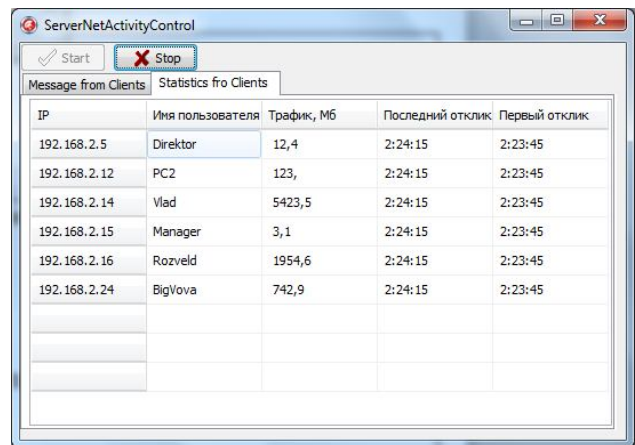 ServerNetActivityControl
Start Stop
Message from Clients Statistics fro Clients
IP Имя пользователя Трафик, Мб Последний отклик Первый отклик
192.168.2.5 Direktor 12,4 2:24:15 2:23:45
192.168.2.12 PC2 123, 2:24:15 2:23:45
192.168.2.14 Vlad 5423,5 2:24:15 2:23:45
192.168.2.15 Manager 3,1 2:24:15 2:23:45
192.168.2.16 Rozveld 1954,6 2:24:15 2:23:45
192.168.2.24 BigVova 742,9 2:24:15 2:23:45